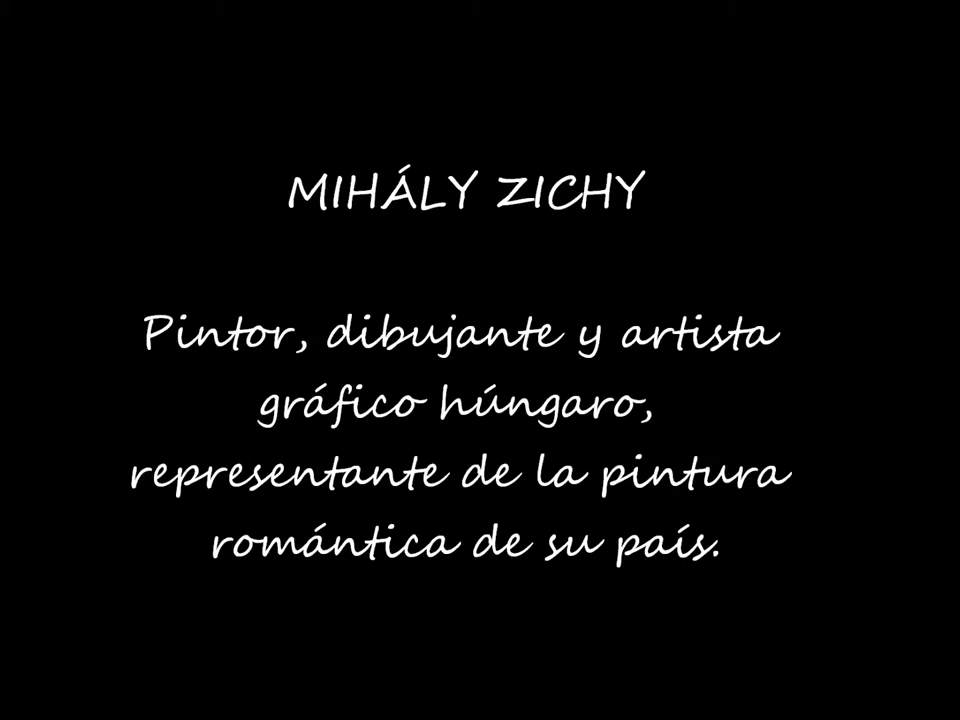 MIHÁLY ZICHY
Pintor, dibujante y artista
gráfico húngaro,
representante de la pintura
romántica de su país.